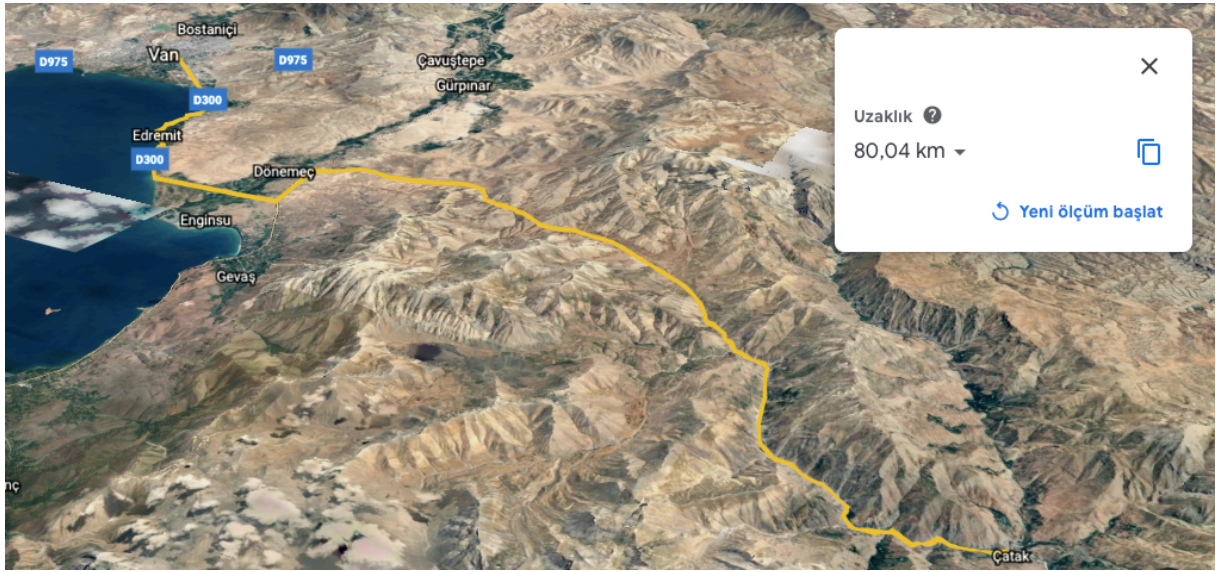 Bostaniçi
Van
D975
D975
Çavuştepe
Gürpınar
D300
Edremit
D300
Dönemeç
Enginsu
Gevaş
nç
Çatak
Uzaklık
80,04 km
Yeni ölçüm başlat